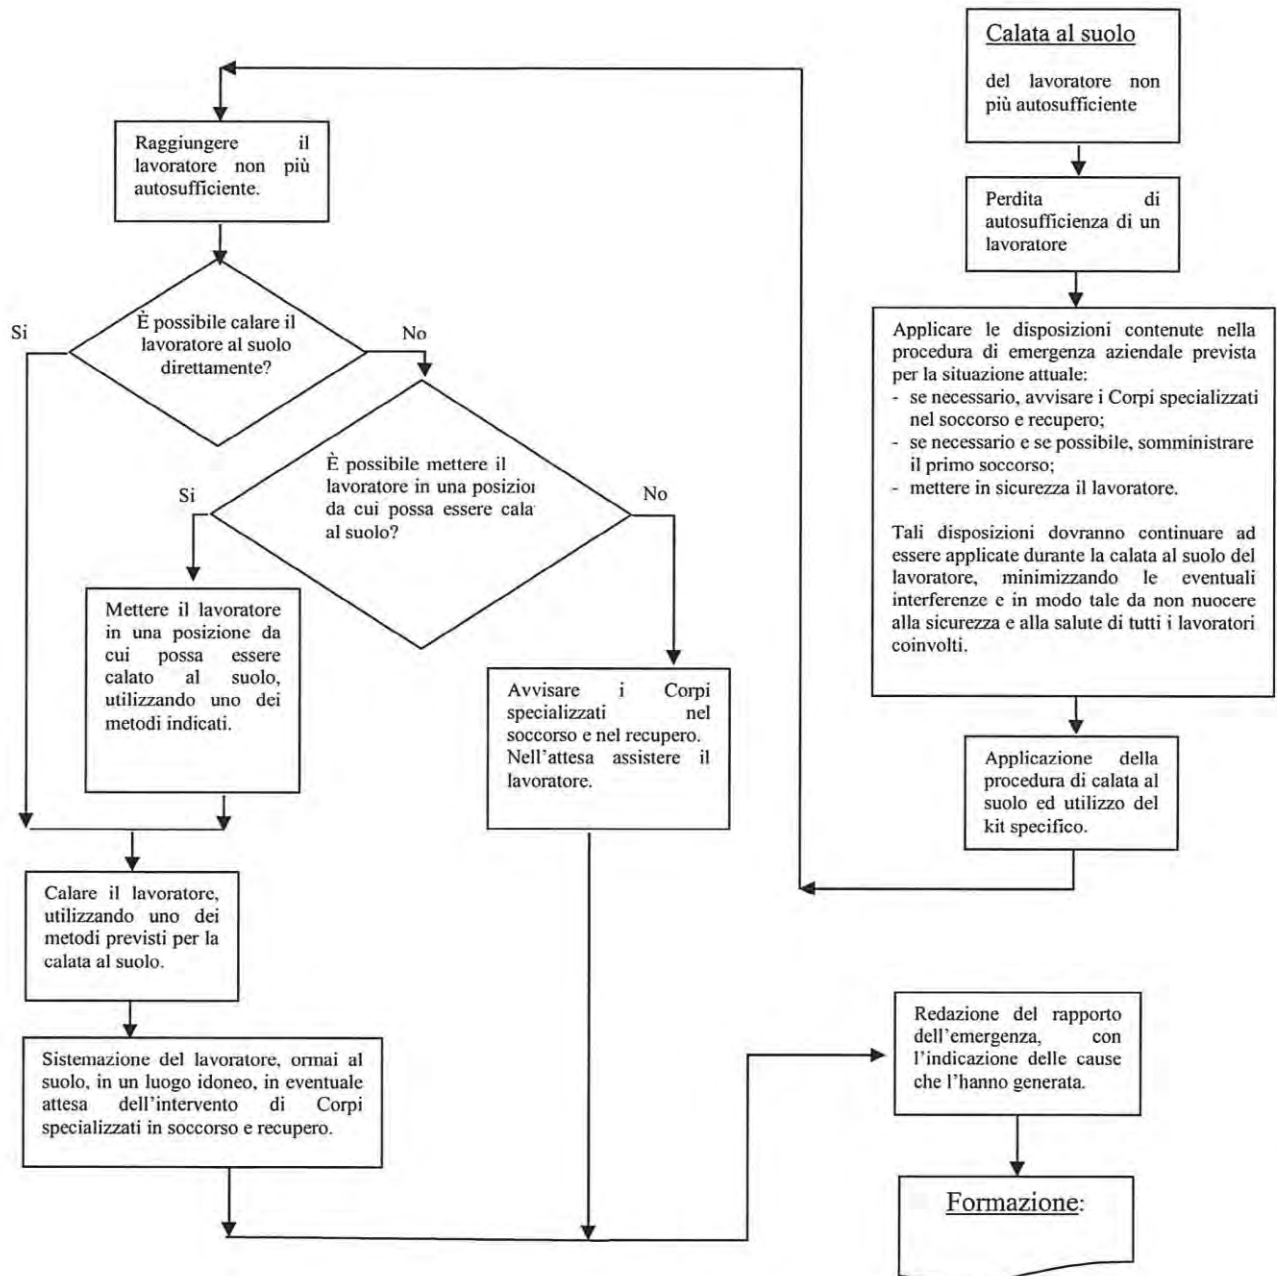 Calata al suolo
del lavoratore non
più autosufficiente
Perdita di
autosufficienza di un
lavoratore
Applicare le disposizioni contenute nella
procedura di emergenza aziendale prevista
per la situazione attuale:
- se necessario, avvisare i Corpi specializzati
nel soccorso e recupero;
- se necessario e se possibile, somministrare
il primo soccorso;
- mettere in sicurezza il lavoratore.
Tali disposizioni dovranno continuare ad
essere applicate durante la calata al suolo del
lavoratore, minimizzando le eventuali
interferenze e in modo tale da non nuocere
alla sicurezza e alla salute di tutti i lavoratori
coinvolti.
Applicazione della
procedura di calata al
suolo ed utilizzo del
kit specifico.
Raggiungere il
lavoratore non più
autosufficiente.
È possibile calare il
lavoratore al suolo
direttamente?
Si
No
È possibile mettere il
lavoratore in una posizioi
da cui possa essere cala
al suolo?
Si
No
Mettere il lavoratore
in una posizione da
cui possa essere
calato al suolo,
utilizzando uno dei
metodi indicati.
Avvisare i Corpi
specializzati nel
soccorso e nel recupero.
Nell'attesa assistere il
lavoratore.
Calare il lavoratore,
utilizzando uno dei
metodi previsti per la
calata al suolo.
Sistemazione del lavoratore, ormai al
suolo, in un luogo idoneo, in eventuale
attesa dell'intervento di Corpi
specializzati in soccorso e recupero.
Redazione del rapporto
dell'emergenza, con
l'indicazione delle cause
che l'hanno generata.
Formazione: